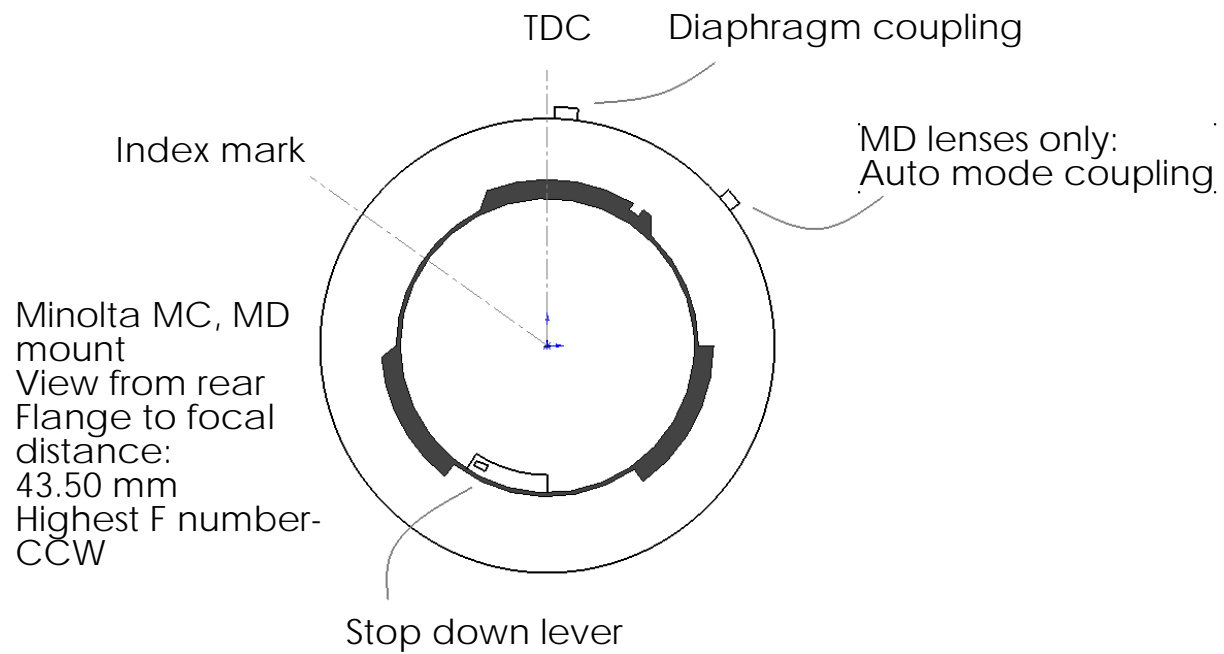 TDC
Diaphragm coupling
Index mark
MD lenses only:
Auto mode coupling
Minolta MC, MD
mount
View from rear
Flange to focal
distance:
43.50 mm
Highest F number-
CCW
Stop down lever